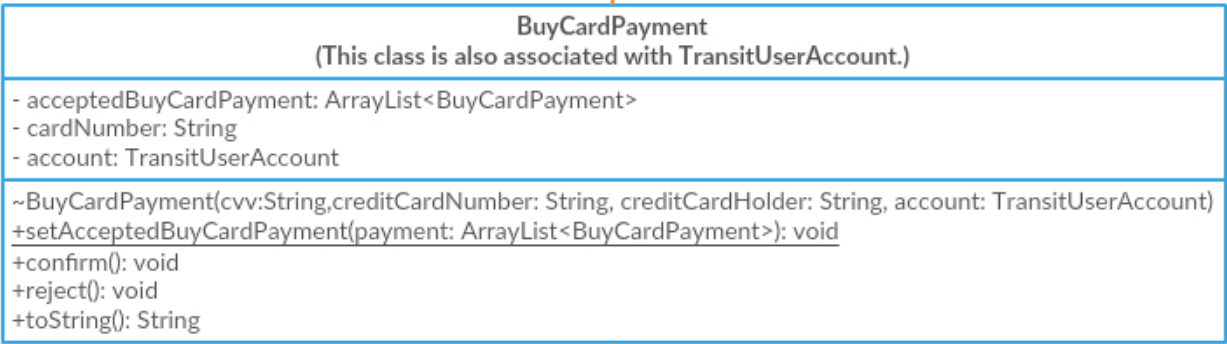 BuyCardPayment
(This class is also associated with TransitUserAccount.)
- acceptedBuyCardPayment: ArrayList<BuyCardPayment>
- cardNumber: String
- account: TransitUserAccount
~BuyCardPayment(cvv:String,creditCardNumber: String, creditCardHolder: String, account: TransitUserAccount)
+setAcceptedBuyCardPayment(payment: ArrayList<BuyCardPayment>): void
+confirm(): void
+reject(): void
+toString(): String